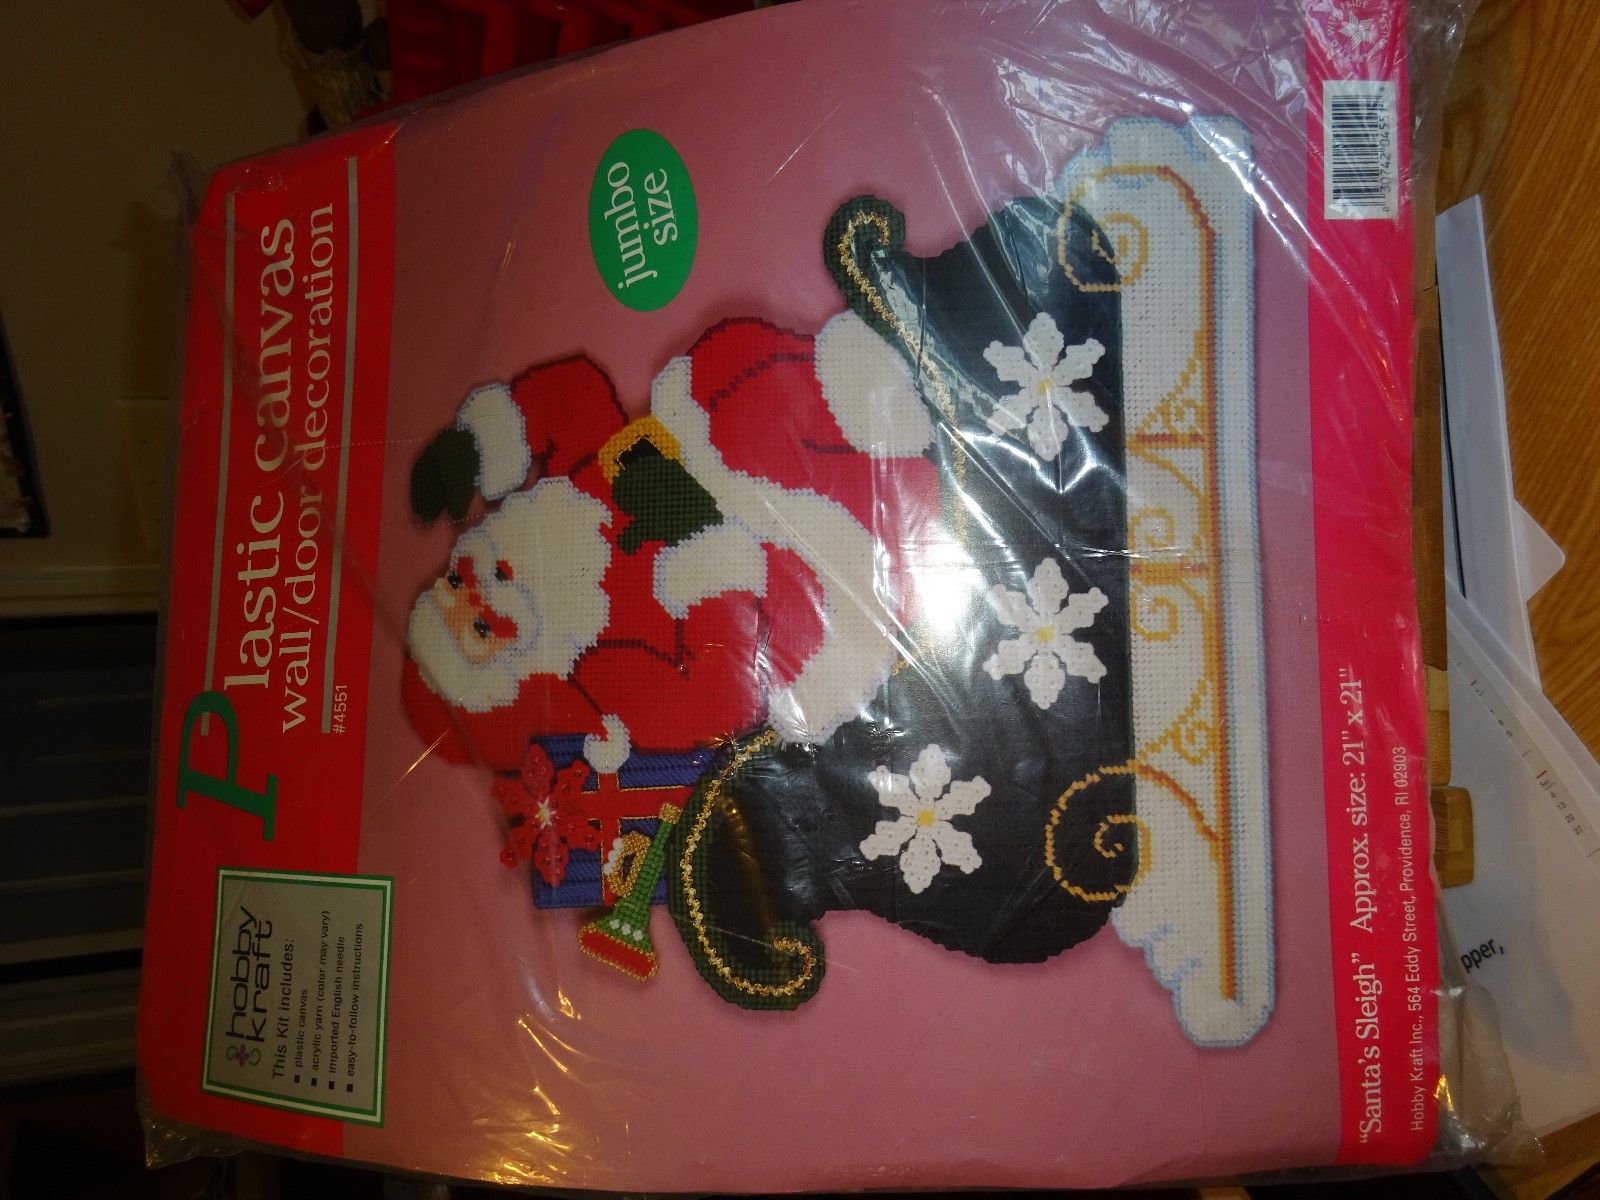 Plastic canvas
wall/door decoration
#4551
hobby
kraft
This Kit includes:
■ plastic canvas
■ acrylic yarn (color may vary)
■ imported English needle
■ easy-to-follow instructions
jumbo
size
"Santa's Sleigh" Approx. size: 21" x 21"
Hobby Kraft Inc., 564 Eddy Street, Providence, RI 02903
PRIDE
pper,